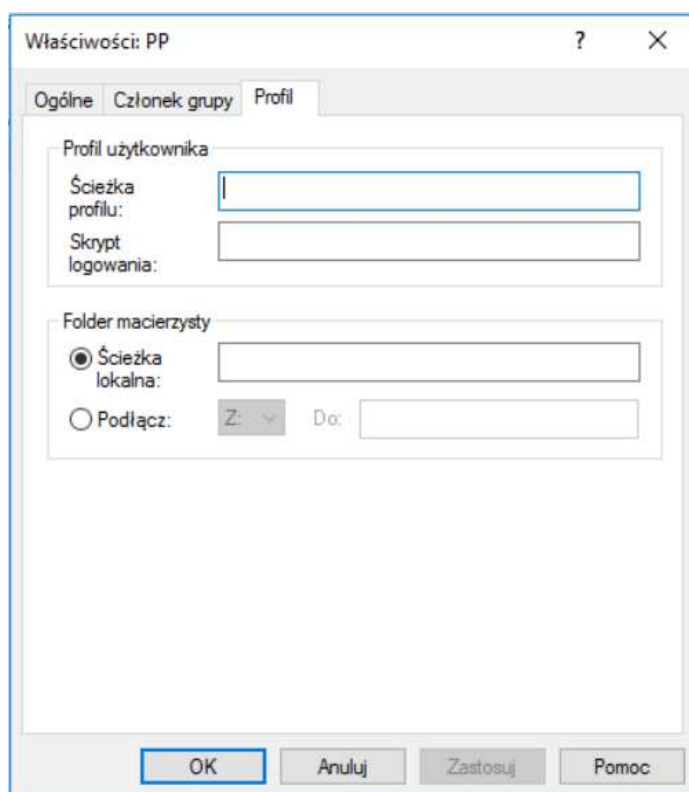 Właściwości: PP
?
Ogólne Członek grupy Profil
Profil użytkownika
Ścieżka
profilu:
Skrypt
logowania:
Folder macierzysty
Ścieżka
lokalna:
Podłącz: Z: Do:
OK Anuluj Zastosuj Pomoc